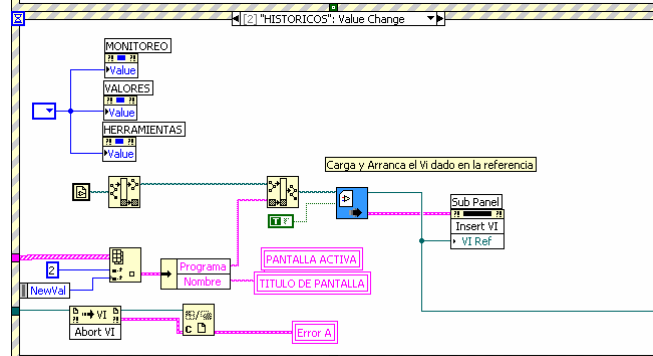 [2] "HISTORICOS": Value Change
MONITOREO
Value
VALORES
Value
HERRAMIENTAS
Value
Carga y Arranca el Vi dado en la referencia
Sub Panel
Insert VI
VI Ref
T
2
NewVal
Programa
Nombre
PANTALLA ACTIVA
TITULO DE PANTALLA
VI
Abort VI
C
Error A